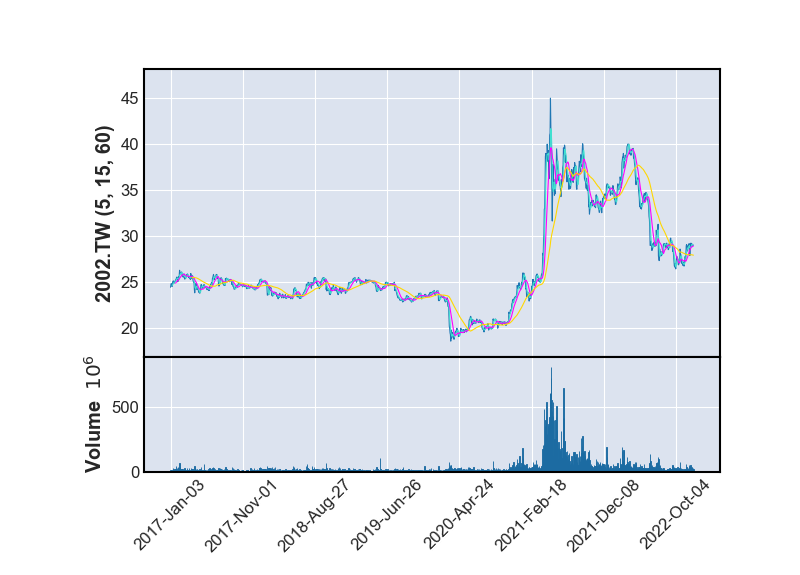 2002.TW (5, 15, 60)
45
40
35
30
25
20
Volume 10^6
500
0
2017-Jan-03
2017-Nov-01
2018-Aug-27
2019-Jun-26
2020-Apr-24
2021-Feb-18
2021-Dec-08
2022-Oct-04